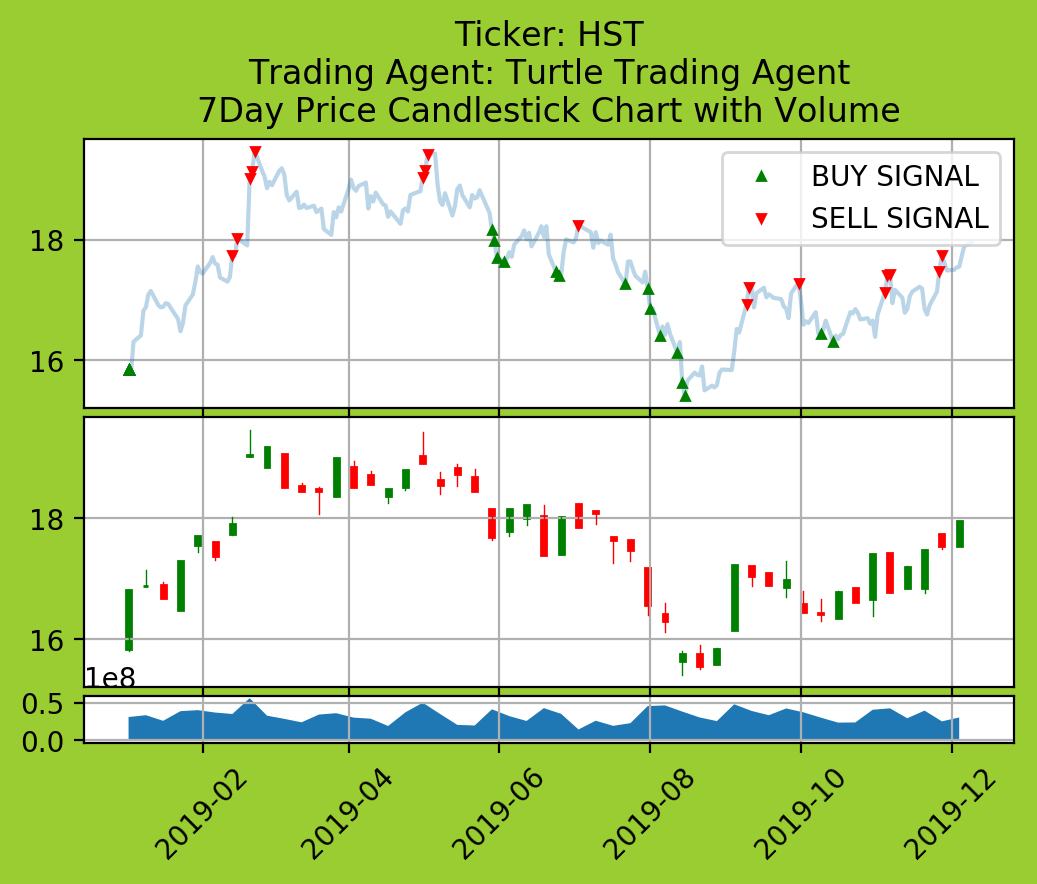 Ticker: HST
Trading Agent: Turtle Trading Agent
7Day Price Candlestick Chart with Volume
BUY SIGNAL
SELL SIGNAL
18
16
18
16
1e8
0.5
0.0
2019-02
2019-04
2019-06
2019-08
2019-10
2019-12